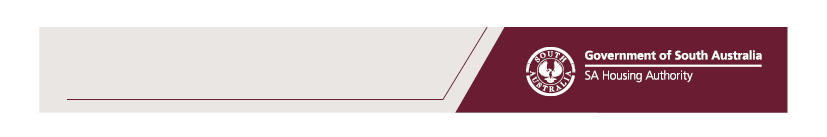 SOUTH
AUSTRALIA
Government of South Australia
SA Housing Authority